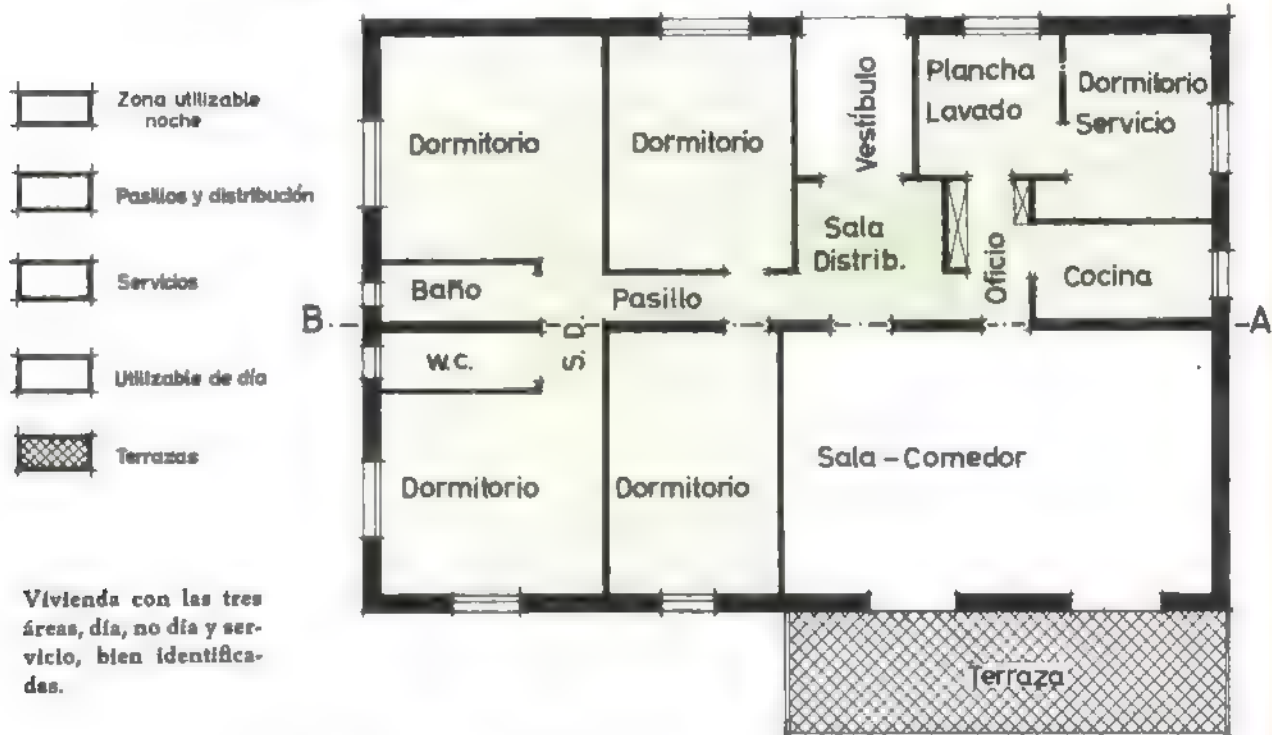 Zona utilizable
noche
Pasillos y distribución
Servicios
Utilizable de día
Terrazas
Vivienda con las tres
áreas, día, no día y ser-
vicio, bien identifica-
das.
Dormitorio
Dormitorio
Vestíbulo
Plancha
Lavado
Dormitorio
Servicio
Sala
Distrib.
Oficio
Cocina
Baño
Pasillo
B
A
W.C.
S. D.
Sala-Comedor
Dormitorio
Dormitorio
Terraza